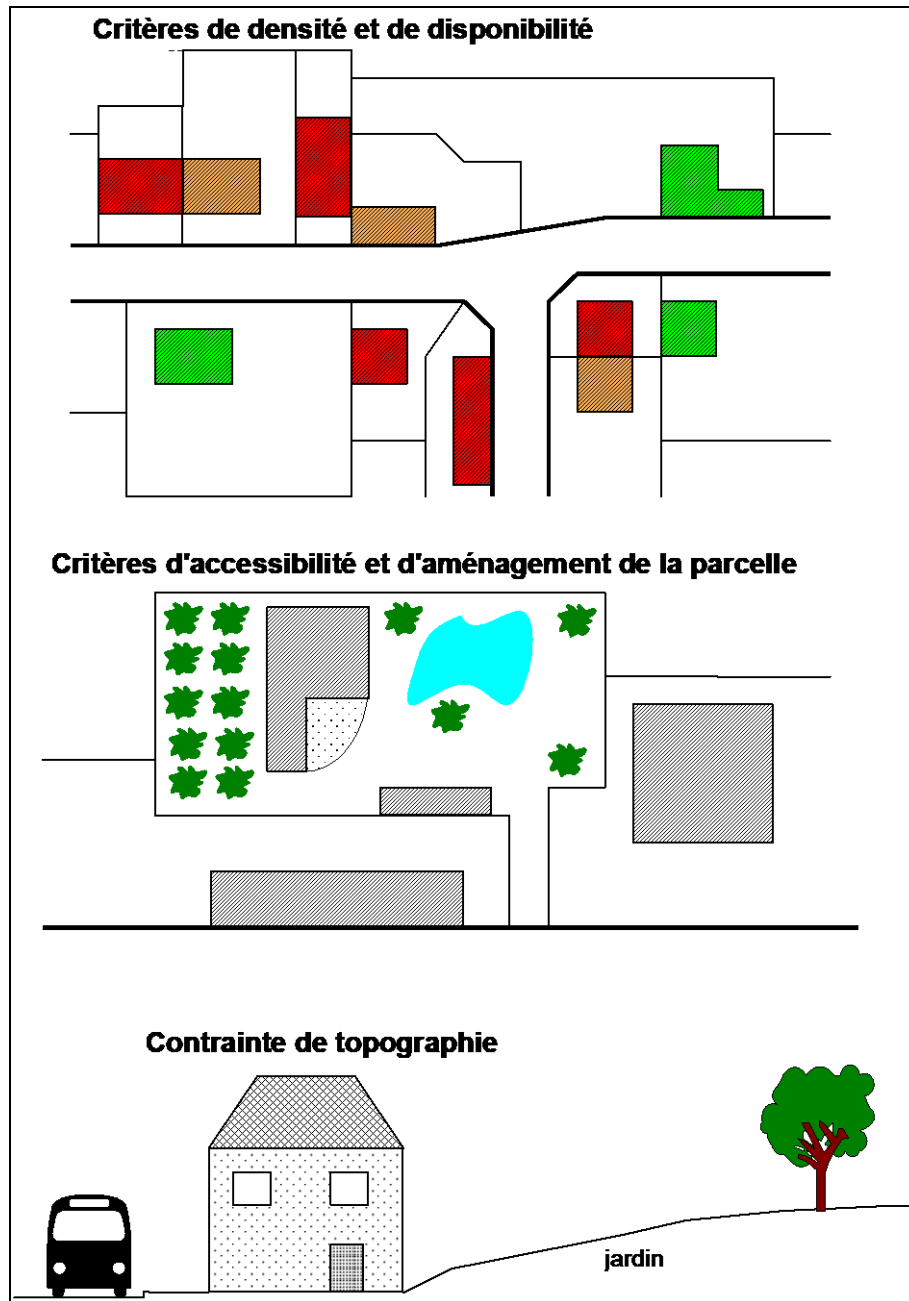 Critères de densité et de disponibilité
Critères d'accessibilité et d'aménagement de la parcelle
Contrainte de topographie
jardin